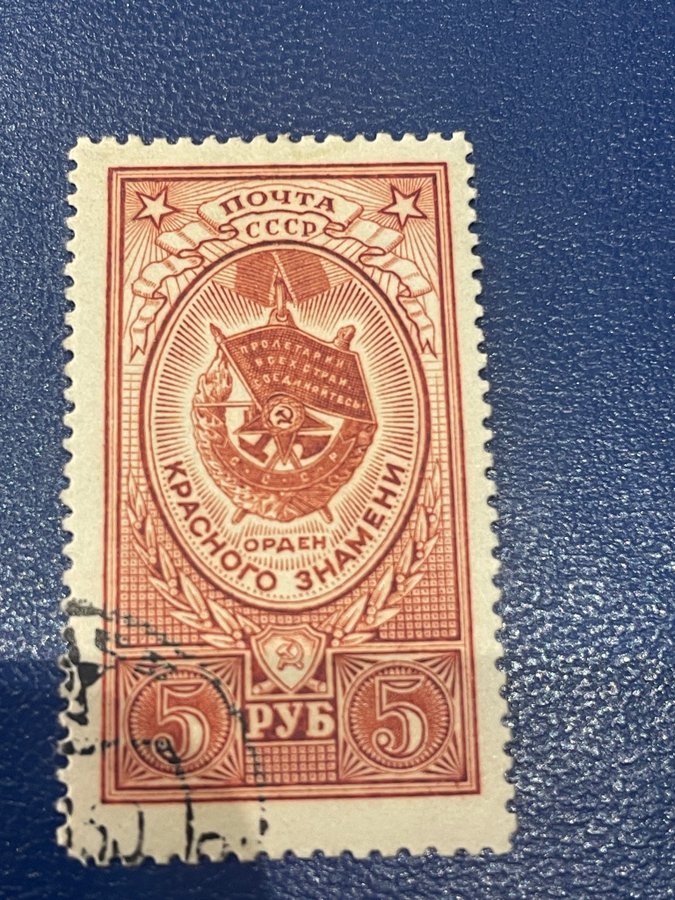 ПОЧТА
СССР
ПРОЛЕТАРИИ
ВСЕХ СТРАН
СОЕДИНЯЙТЕСЬ!
С С С Р
ОРДЕН
КРАСНОГО ЗНАМЕНИ
5 РУБ 5